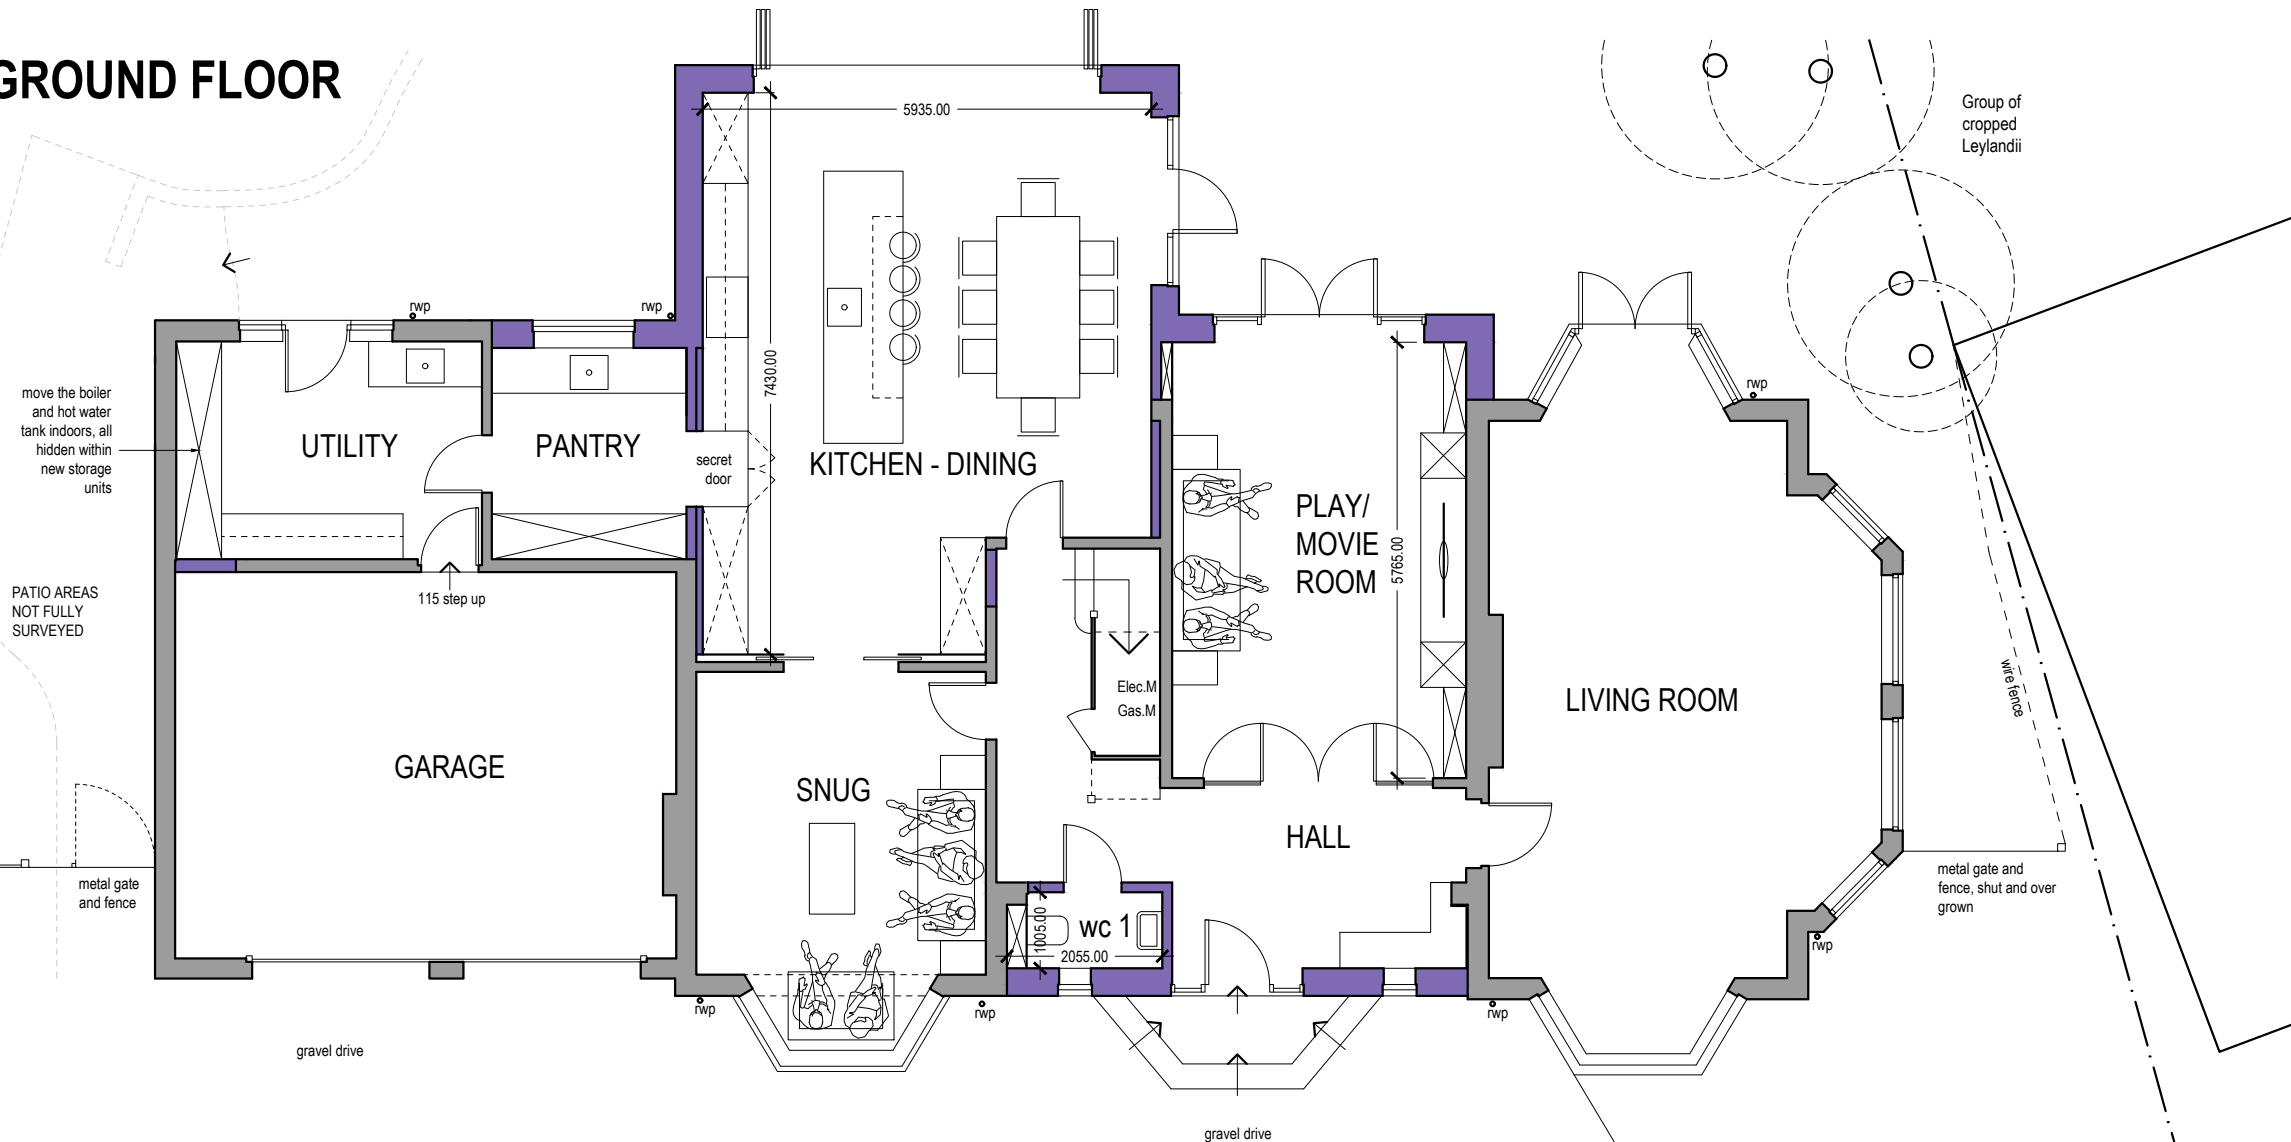 GROUND FLOOR
5935.00
Group of
cropped
Leylandii
rwp
rwp
7430.00
rwp
move the boiler
and hot water
tank indoors, all
hidden within
new storage
units
UTILITY
PANTRY
secret
door
KITCHEN - DINING
PLAY/
MOVIE
ROOM
5765.00
PATIO AREAS
NOT FULLY
SURVEYED
115 step up
Elec.M
Gas.M
LIVING ROOM
wire fence
GARAGE
SNUG
HALL
metal gate
and fence
metal gate and
fence, shut and over
grown
1005.00
wc 1
2055.00
rwp
rwp
rwp
rwp
gravel drive
gravel drive